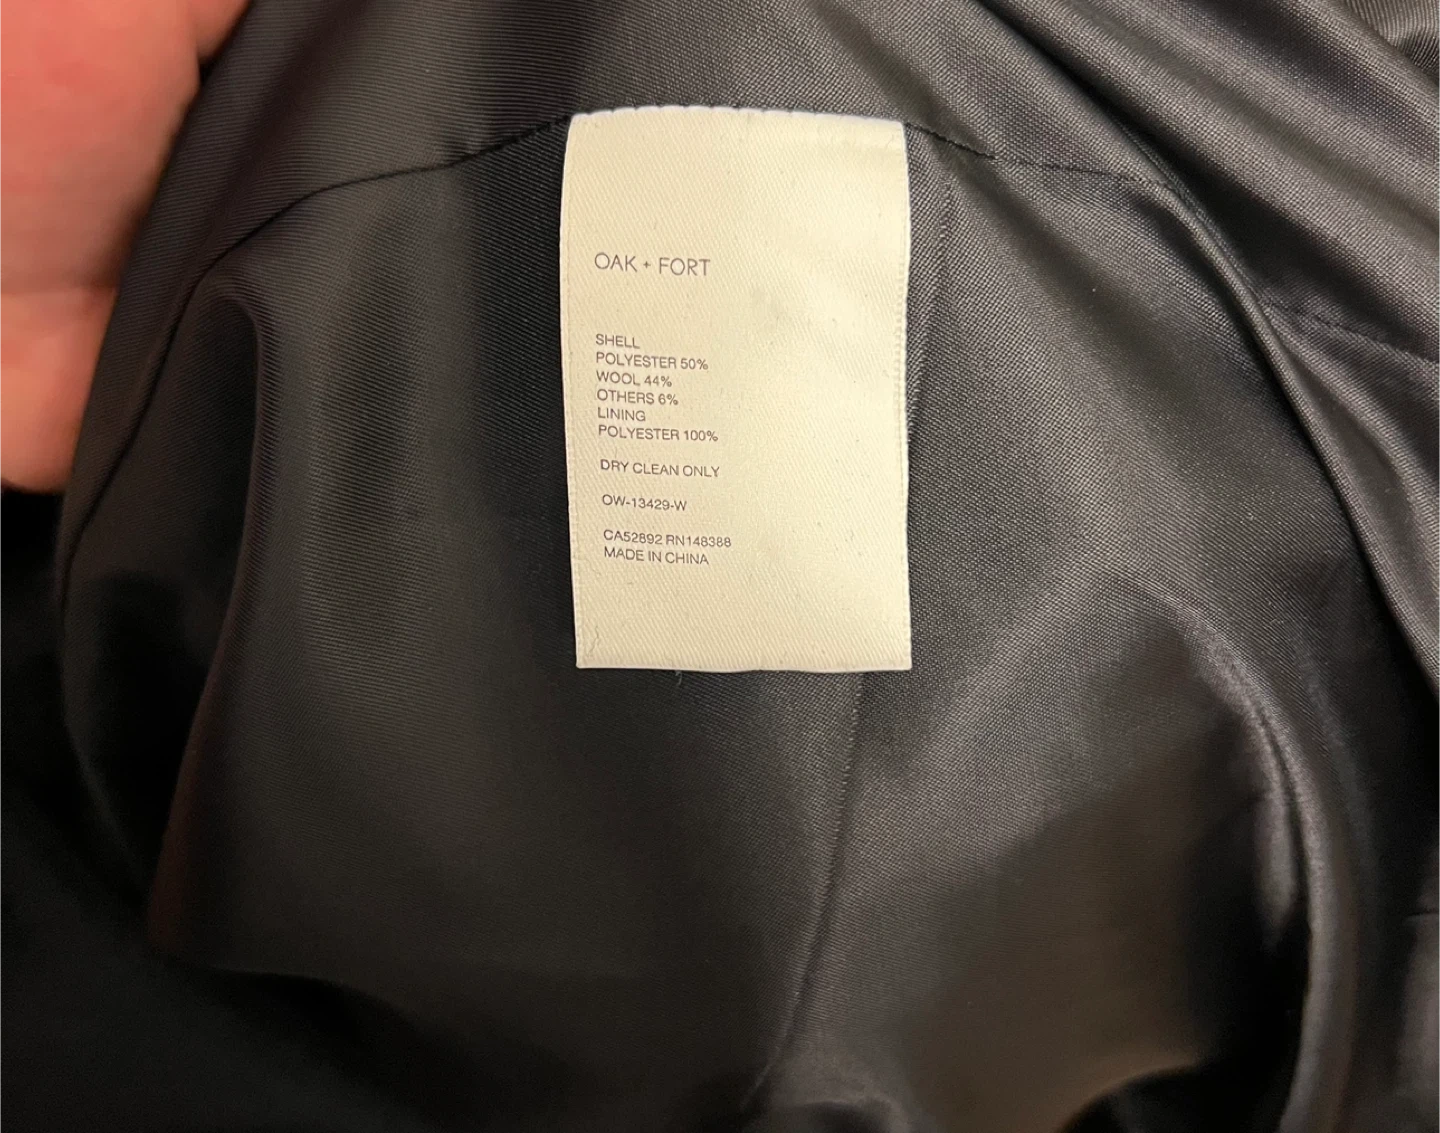 OAK + FORT
SHELL
POLYESTER 50%
WOOL 44%
OTHERS 6%
LINING
POLYESTER 100%
DRY CLEAN ONLY
OW-13429-W
CA52892 RN148388
MADE IN CHINA